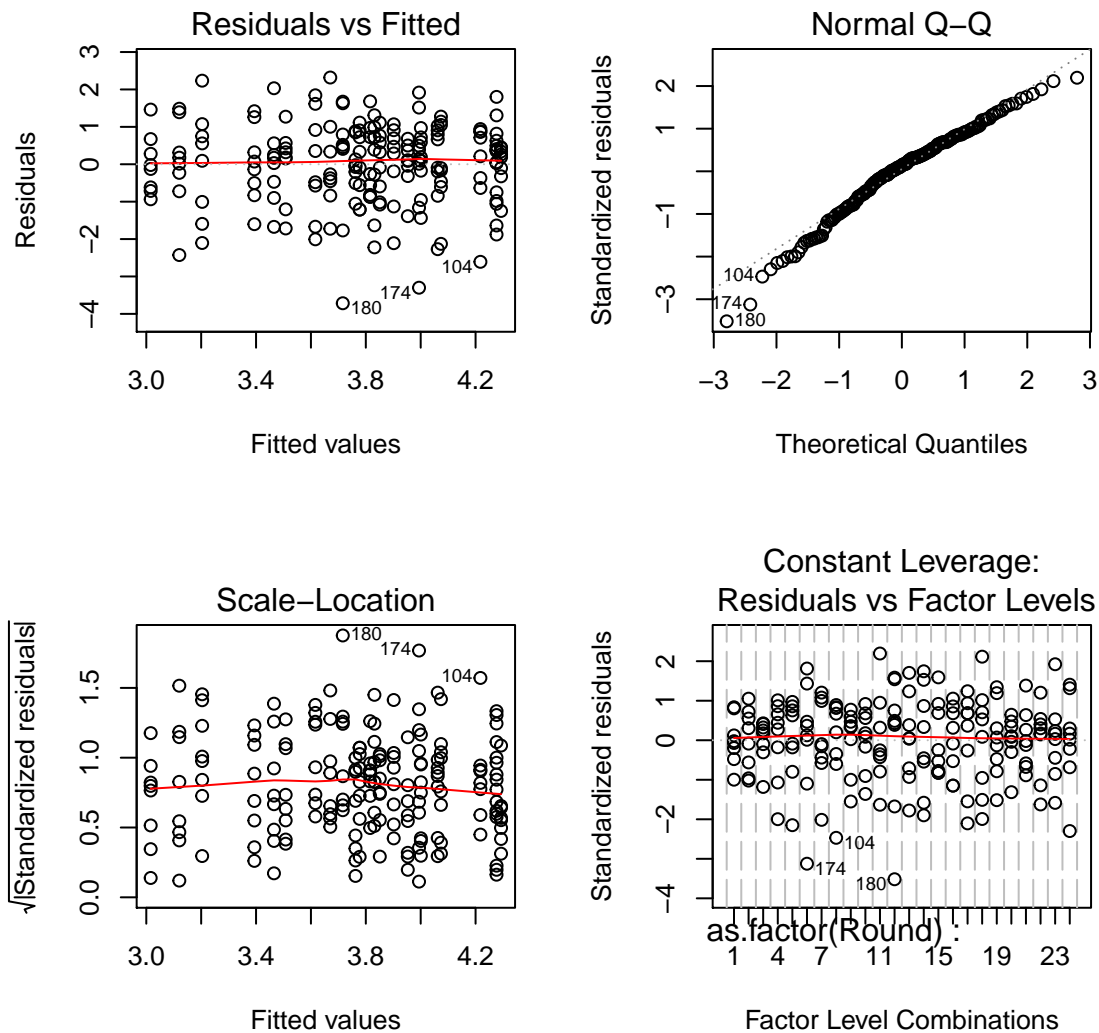 Residuals vs Fitted
Residuals
3
2
1
0
−2
−4
104
174
180
3.0 3.4 3.8 4.2
Fitted values
Normal Q−Q
Standardized residuals
2
1
−1
−3
104
174
180
−3 −2 −1 0 1 2 3
Theoretical Quantiles
Scale−Location
√|Standardized residuals|
1.5
1.0
0.5
0.0
180
174
104
3.0 3.4 3.8 4.2
Fitted values
Constant Leverage:
Residuals vs Factor Levels
Standardized residuals
2
0
−2
−4
104
174
180
as.factor(Round) :
1 4 7 11 15 19 23
Factor Level Combinations